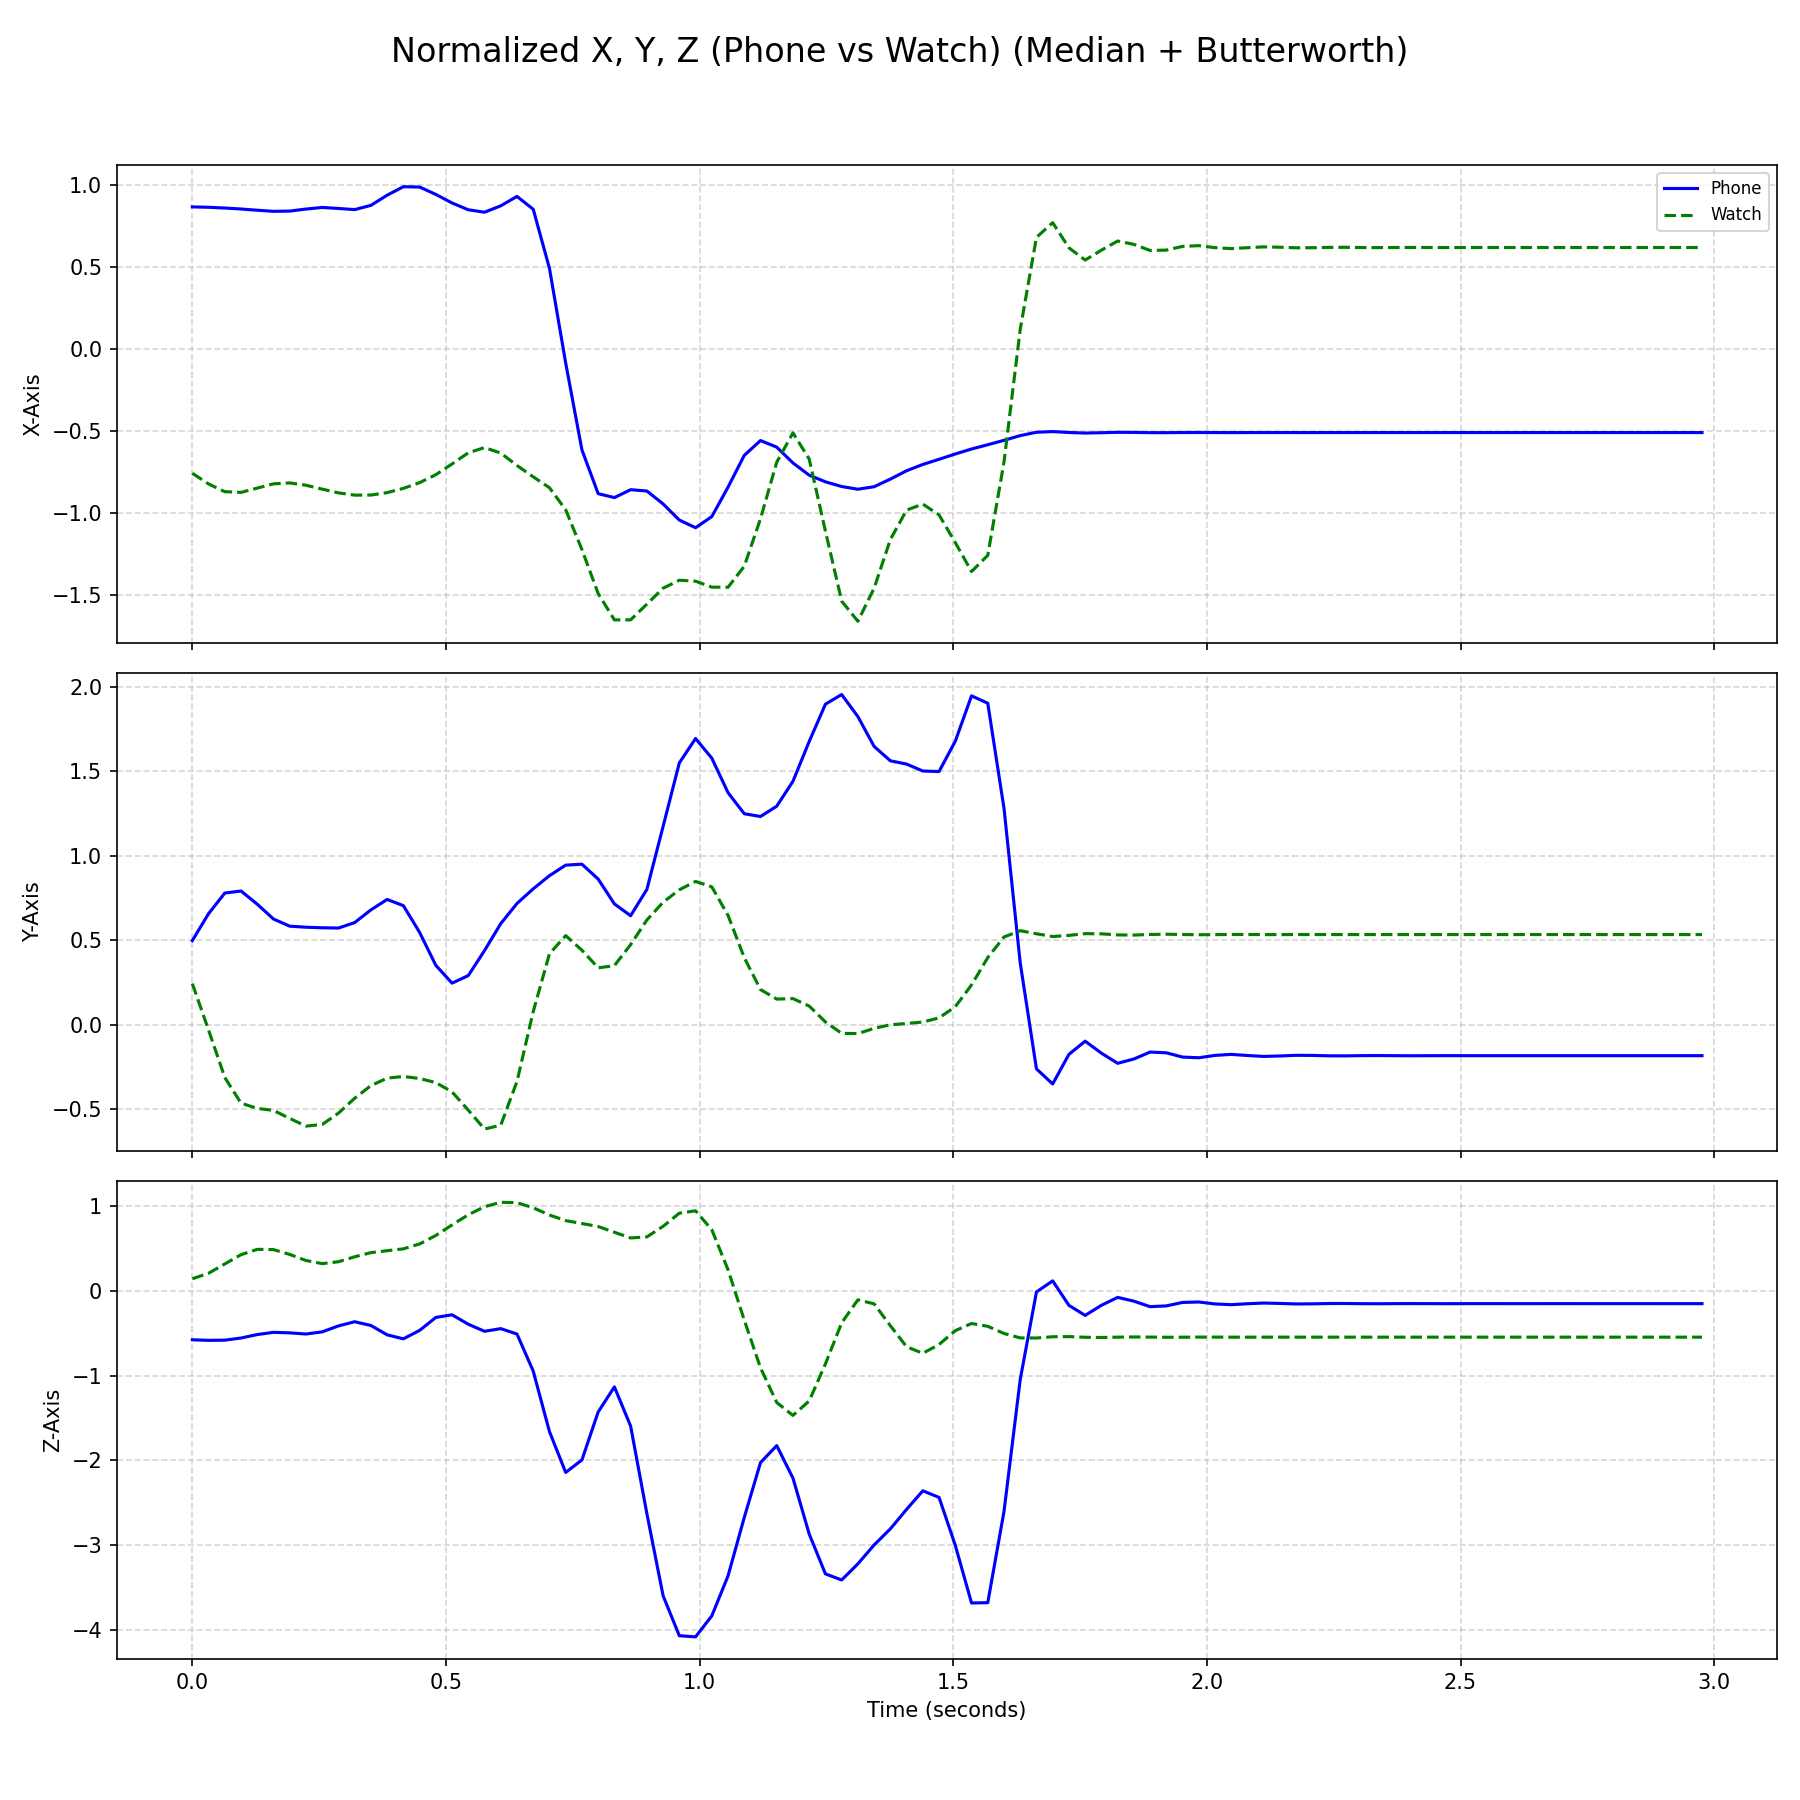 Normalized X, Y, Z (Phone vs Watch) (Median + Butterworth)
1.0
0.5
0.0
−0.5
−1.0
−1.5
X-Axis
Phone
Watch
2.0
1.5
1.0
0.5
0.0
−0.5
Y-Axis
1
0
−1
−2
−3
−4
Z-Axis
0.0 0.5 1.0 1.5 2.0 2.5 3.0
Time (seconds)